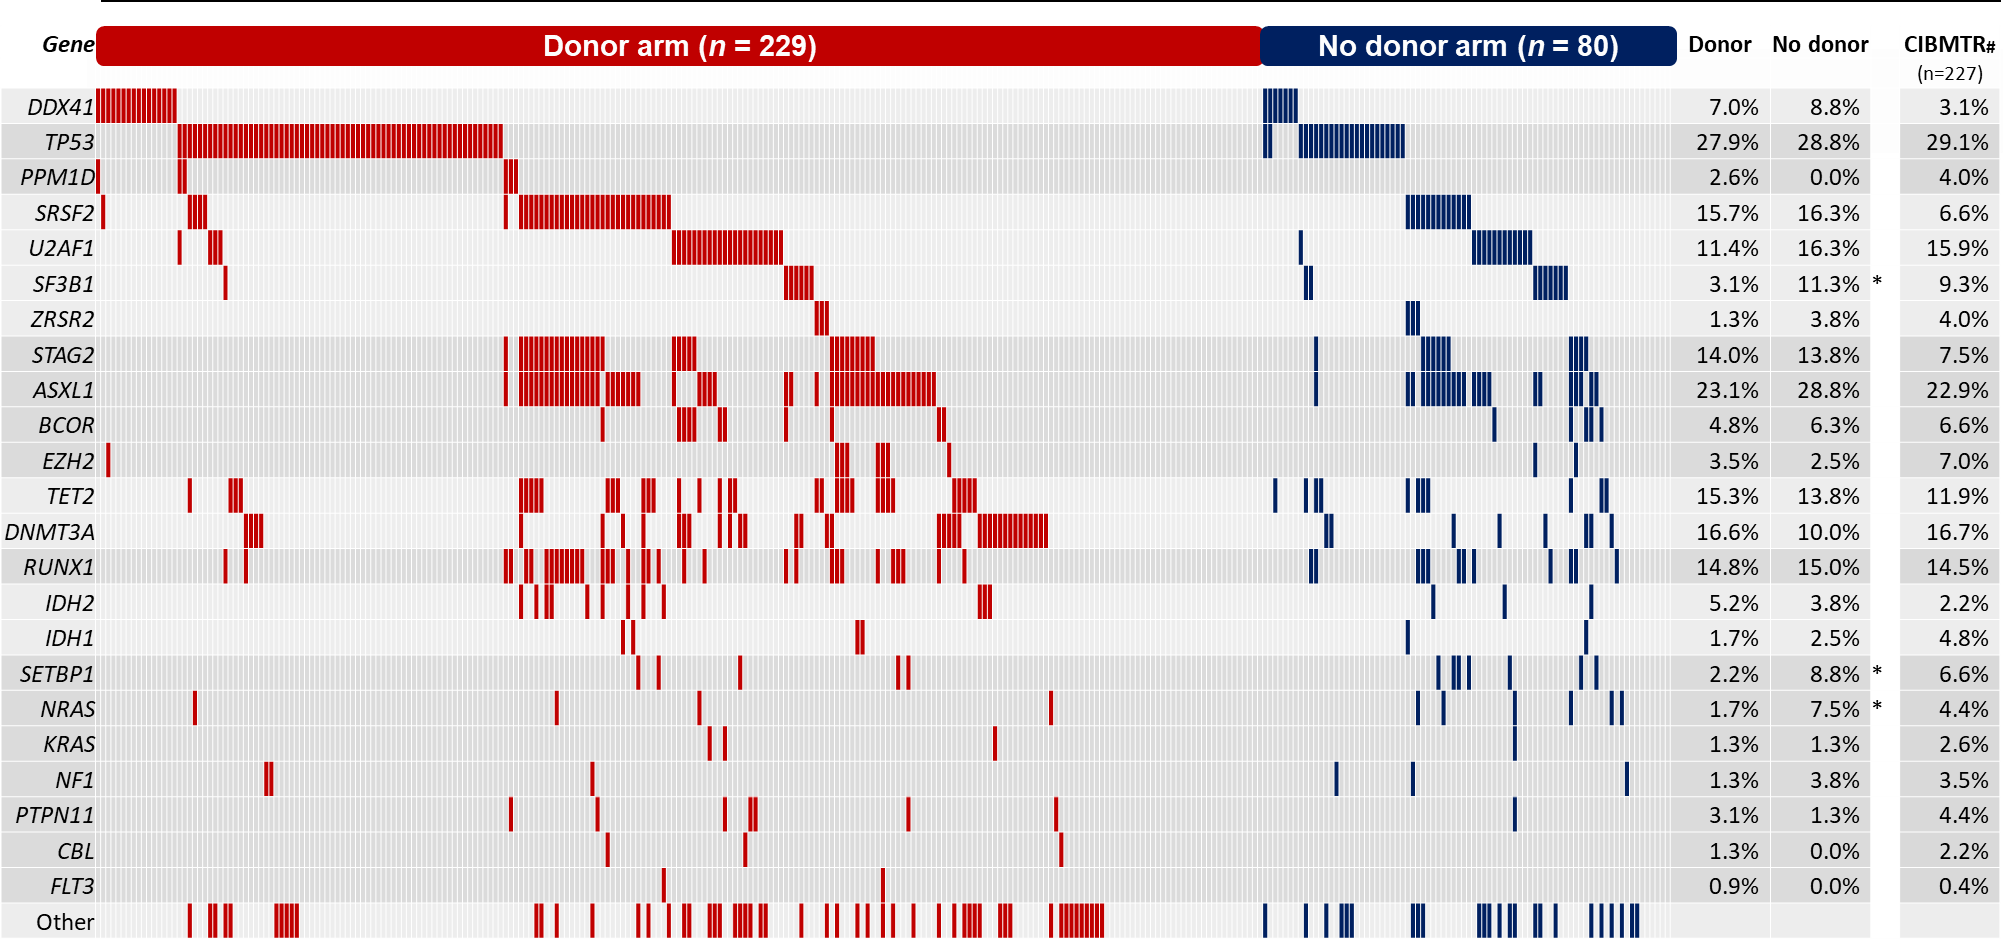 Gene Donor arm (n = 229) No donor arm (n = 80) Donor No donor CIBMTR#
(n=227)
DDX41 7.0% 8.8% 3.1%
TP53 27.9% 28.8% 29.1%
PPM1D 2.6% 0.0% 4.0%
SRSF2 15.7% 16.3% 6.6%
U2AF1 11.4% 16.3% 15.9%
SF3B1 3.1% 11.3% * 9.3%
ZRSR2 1.3% 3.8% 4.0%
STAG2 14.0% 13.8% 7.5%
ASXL1 23.1% 28.8% 22.9%
BCOR 4.8% 6.3% 6.6%
EZH2 3.5% 2.5% 7.0%
TET2 15.3% 13.8% 11.9%
DNMT3A 16.6% 10.0% 16.7%
RUNX1 14.8% 15.0% 14.5%
IDH2 5.2% 3.8% 2.2%
IDH1 1.7% 2.5% 4.8%
SETBP1 2.2% 8.8% * 6.6%
NRAS 1.7% 7.5% * 4.4%
KRAS 1.3% 1.3% 2.6%
NF1 1.3% 3.8% 3.5%
PTPN11 3.1% 1.3% 4.4%
CBL 1.3% 0.0% 2.2%
FLT3 0.9% 0.0% 0.4%
Other